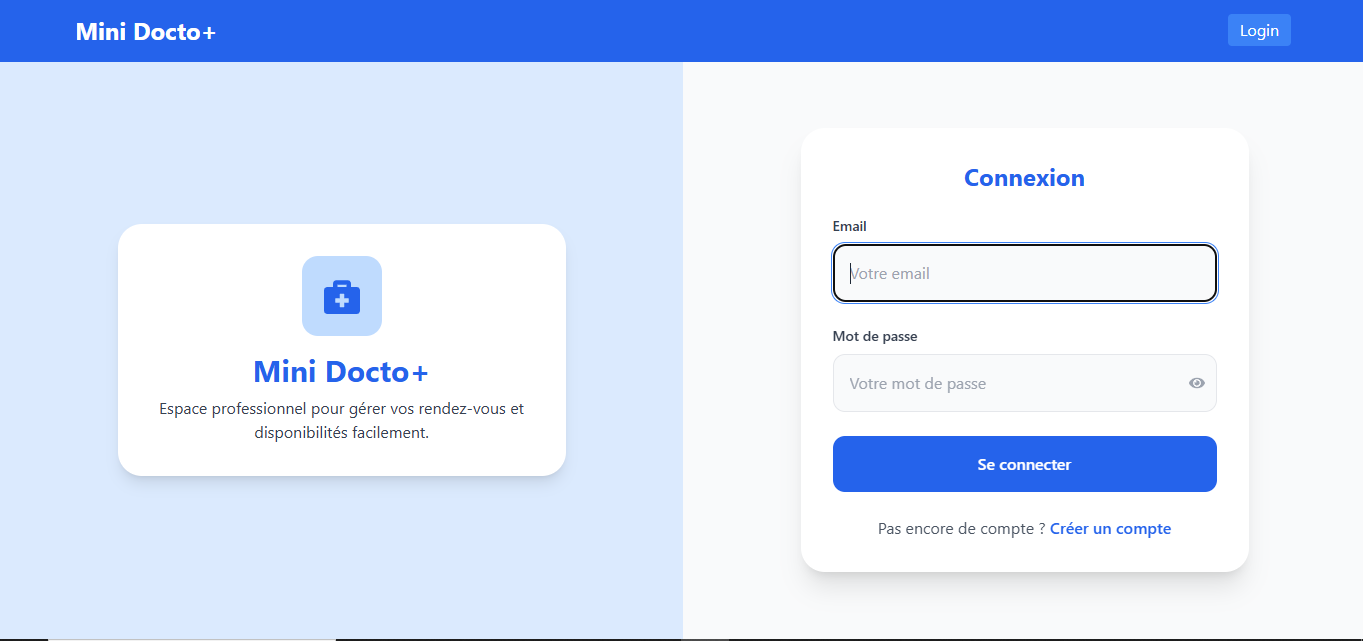 Mini Docto+
Login
Mini Docto+
Espace professionnel pour gérer vos rendez-vous et
disponibilités facilement.
Connexion
Email
Votre email
Mot de passe
Votre mot de passe
Se connecter
Pas encore de compte ? Créer un compte